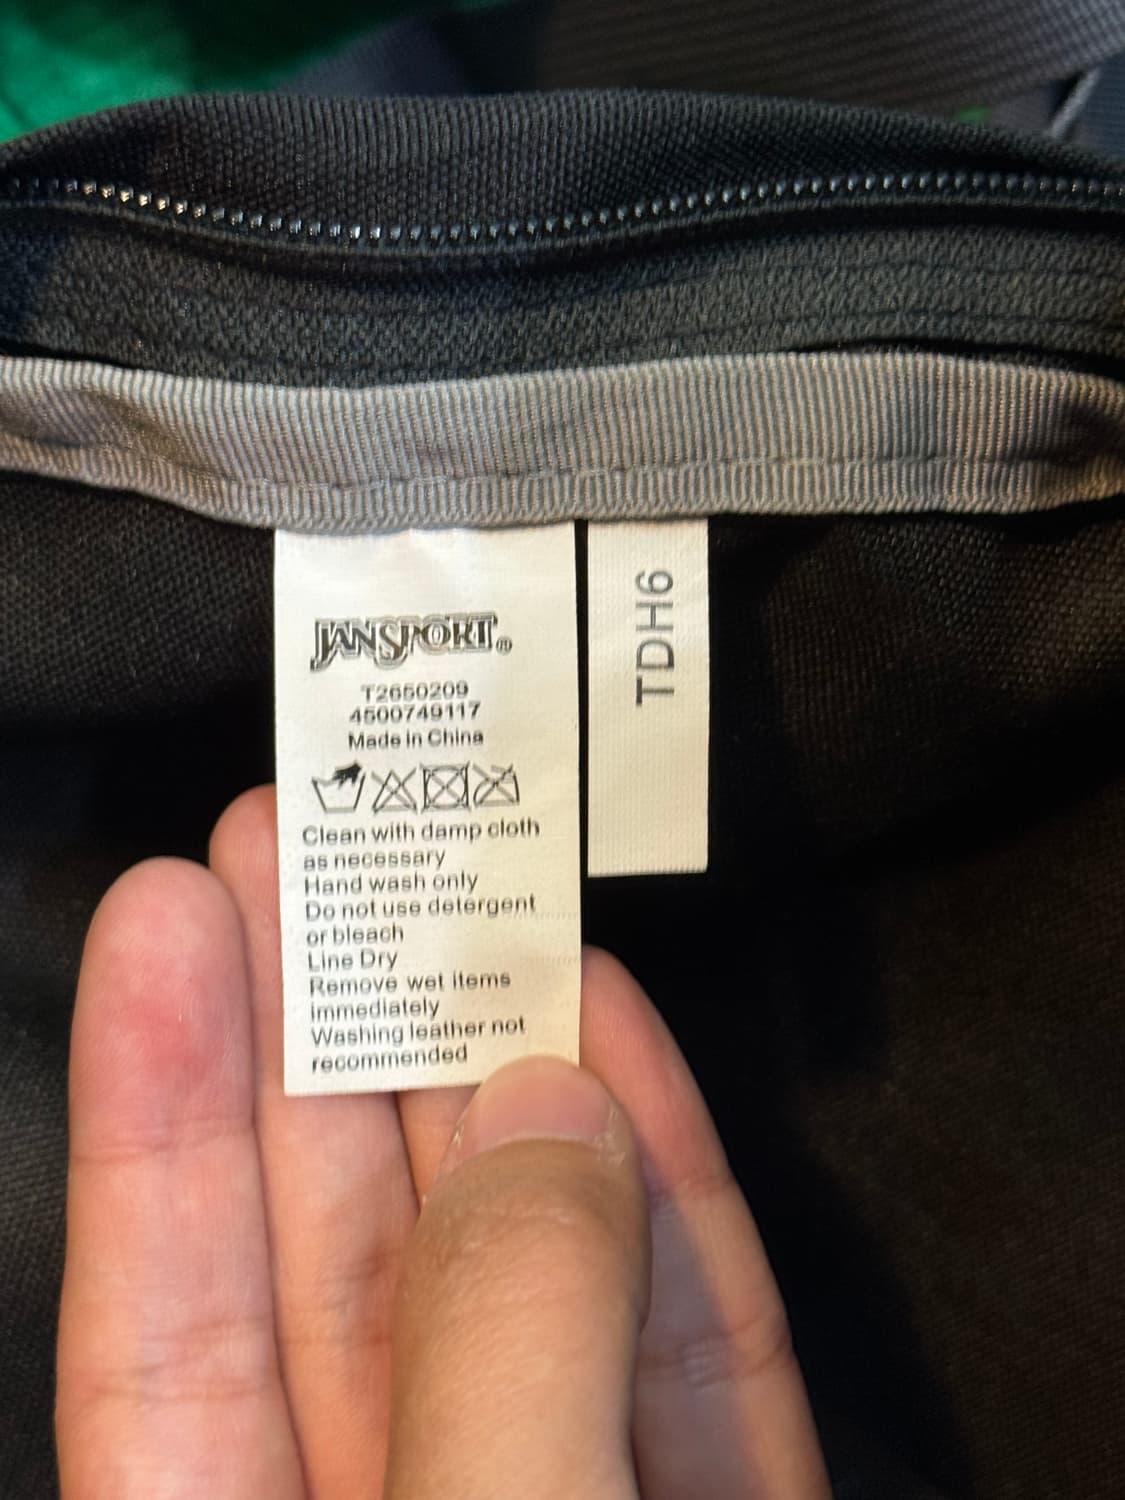 JANSPORT®
T2650209
4500749117
Made in China
Clean with damp cloth
as necessary
Hand wash only
Do not use detergent
or bleach
Line Dry
Remove wet items
immediately
Washing leather not
recommended
TDH6